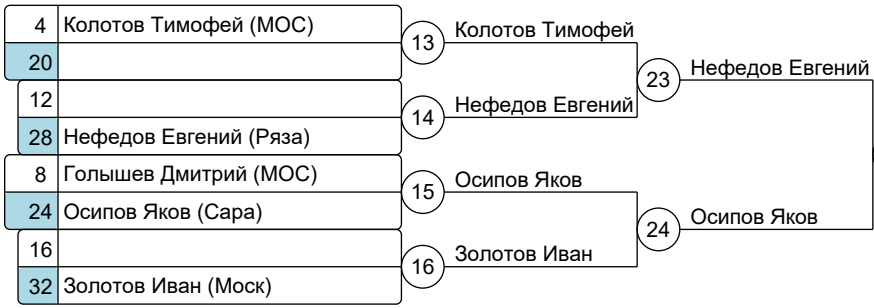 4 Колотов Тимофей (МОС)
20
12
28 Нефедов Евгений (Ряза)
8 Голышев Дмитрий (МОС)
24 Осипов Яков (Сара)
16
32 Золотов Иван (Моск)
13 Колотов Тимофей
14 Нефедов Евгений
15 Осипов Яков
16 Золотов Иван
23 Нефедов Евгений
24 Осипов Яков